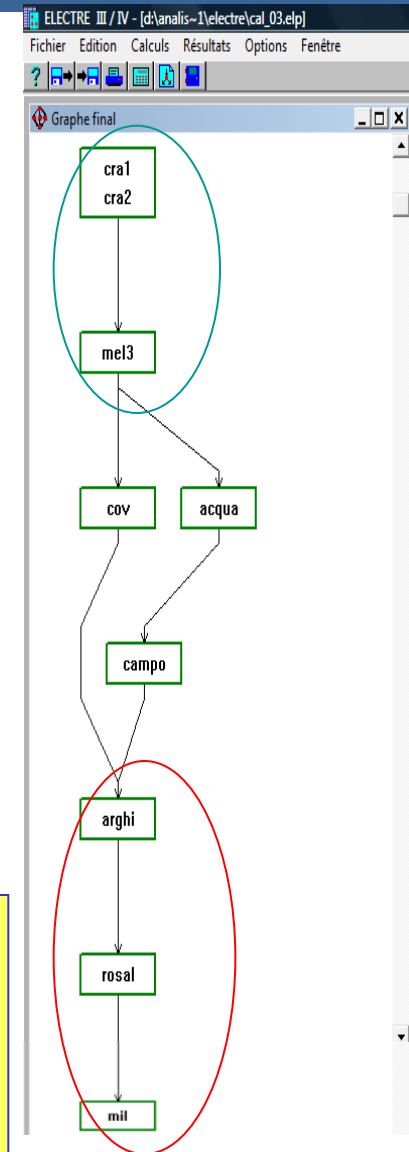 ELECTRE III / IV - [d:\analis~1\electre\cal_03.elp]
Fichier Edition Calculs Résultats Options Fenêtre
?
Graphe final
cra1
cra2
mel3
cov acqua
campo
arghi
rosal
mil